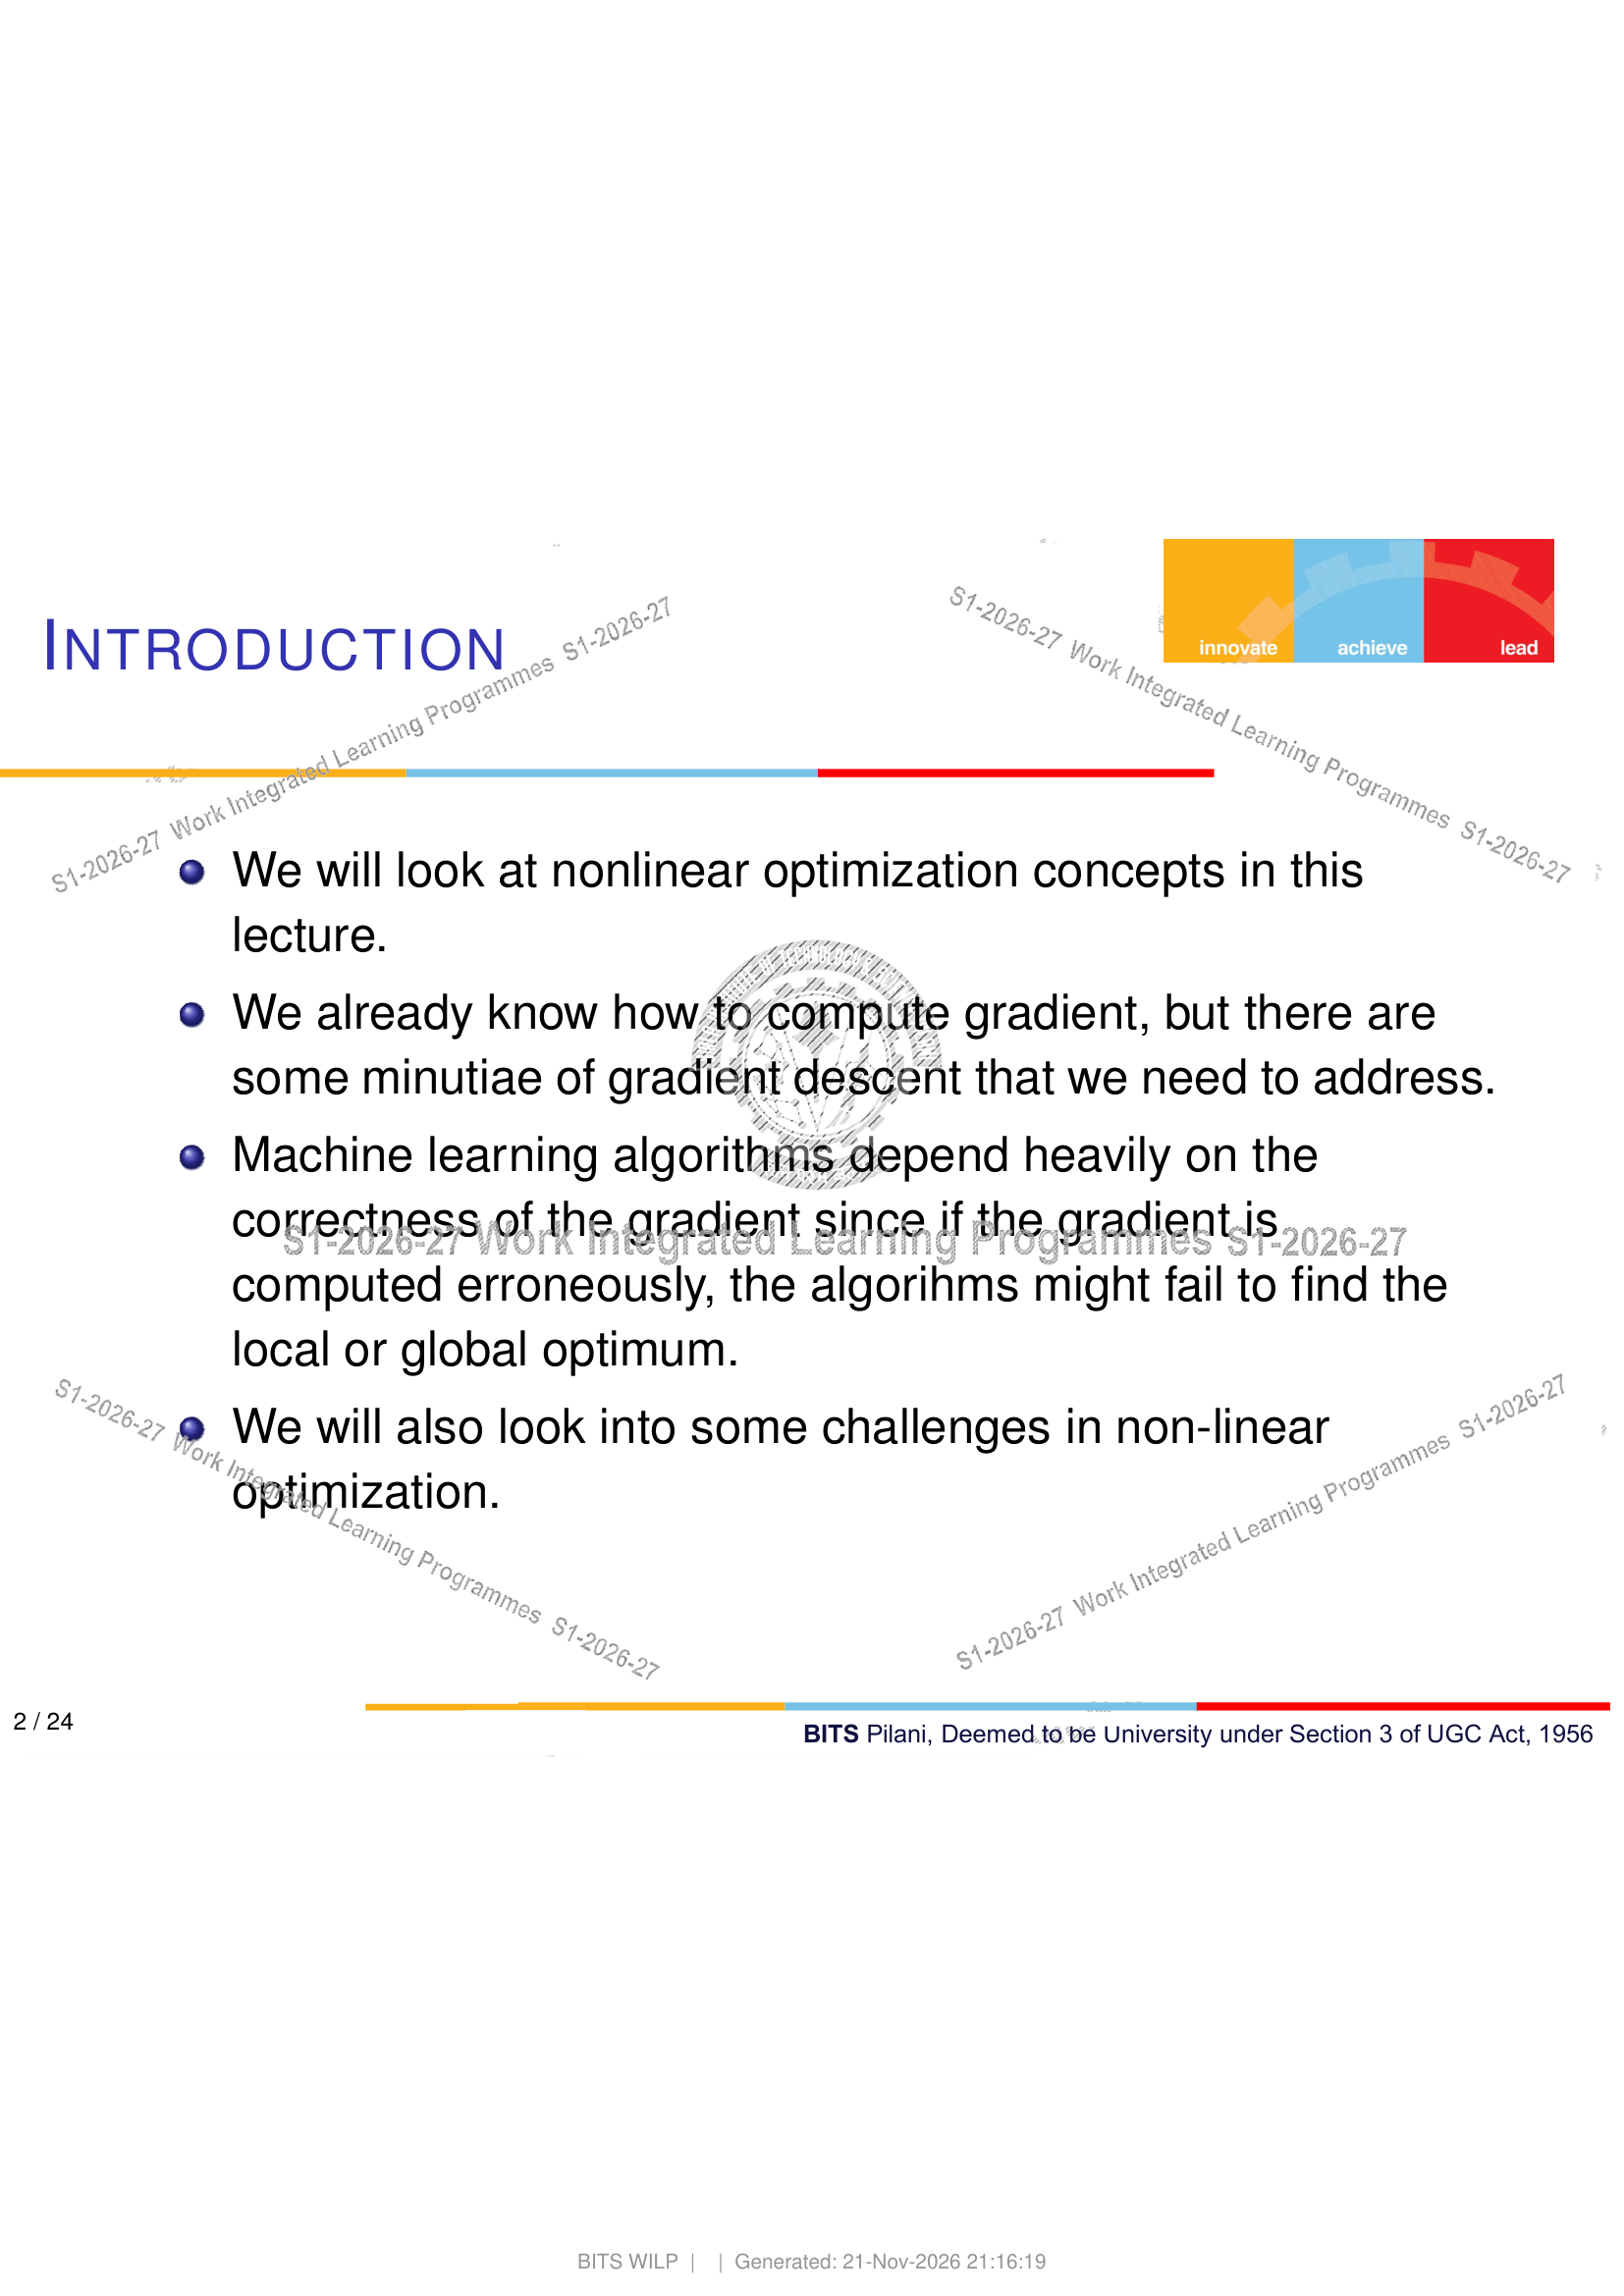 innovate achieve lead
INTRODUCTION
We will look at nonlinear optimization concepts in this
lecture.
We already know how to compute gradient, but there are
some minutiae of gradient descent that we need to address.
Machine learning algorithms depend heavily on the
correctness of the gradient since if the gradient is
computed erroneously, the algorihms might fail to find the
local or global optimum.
We will also look into some challenges in non-linear
optimization.
S1-2026-27 Work Integrated Learning Programmes S1-2026-27
S1-2026-27 Work Integrated Learning Programmes S1-2026-27
S1-2026-27 Work Integrated Learning Programmes S1-2026-27
S1-2026-27 Work Integrated Learning Programmes S1-2026-27
S1-2026-27 Work Integrated Learning Programmes S1-2026-27
2 / 24
BITS Pilani, Deemed to be University under Section 3 of UGC Act, 1956
BITS WILP | | Generated: 21-Nov-2026 21:16:19